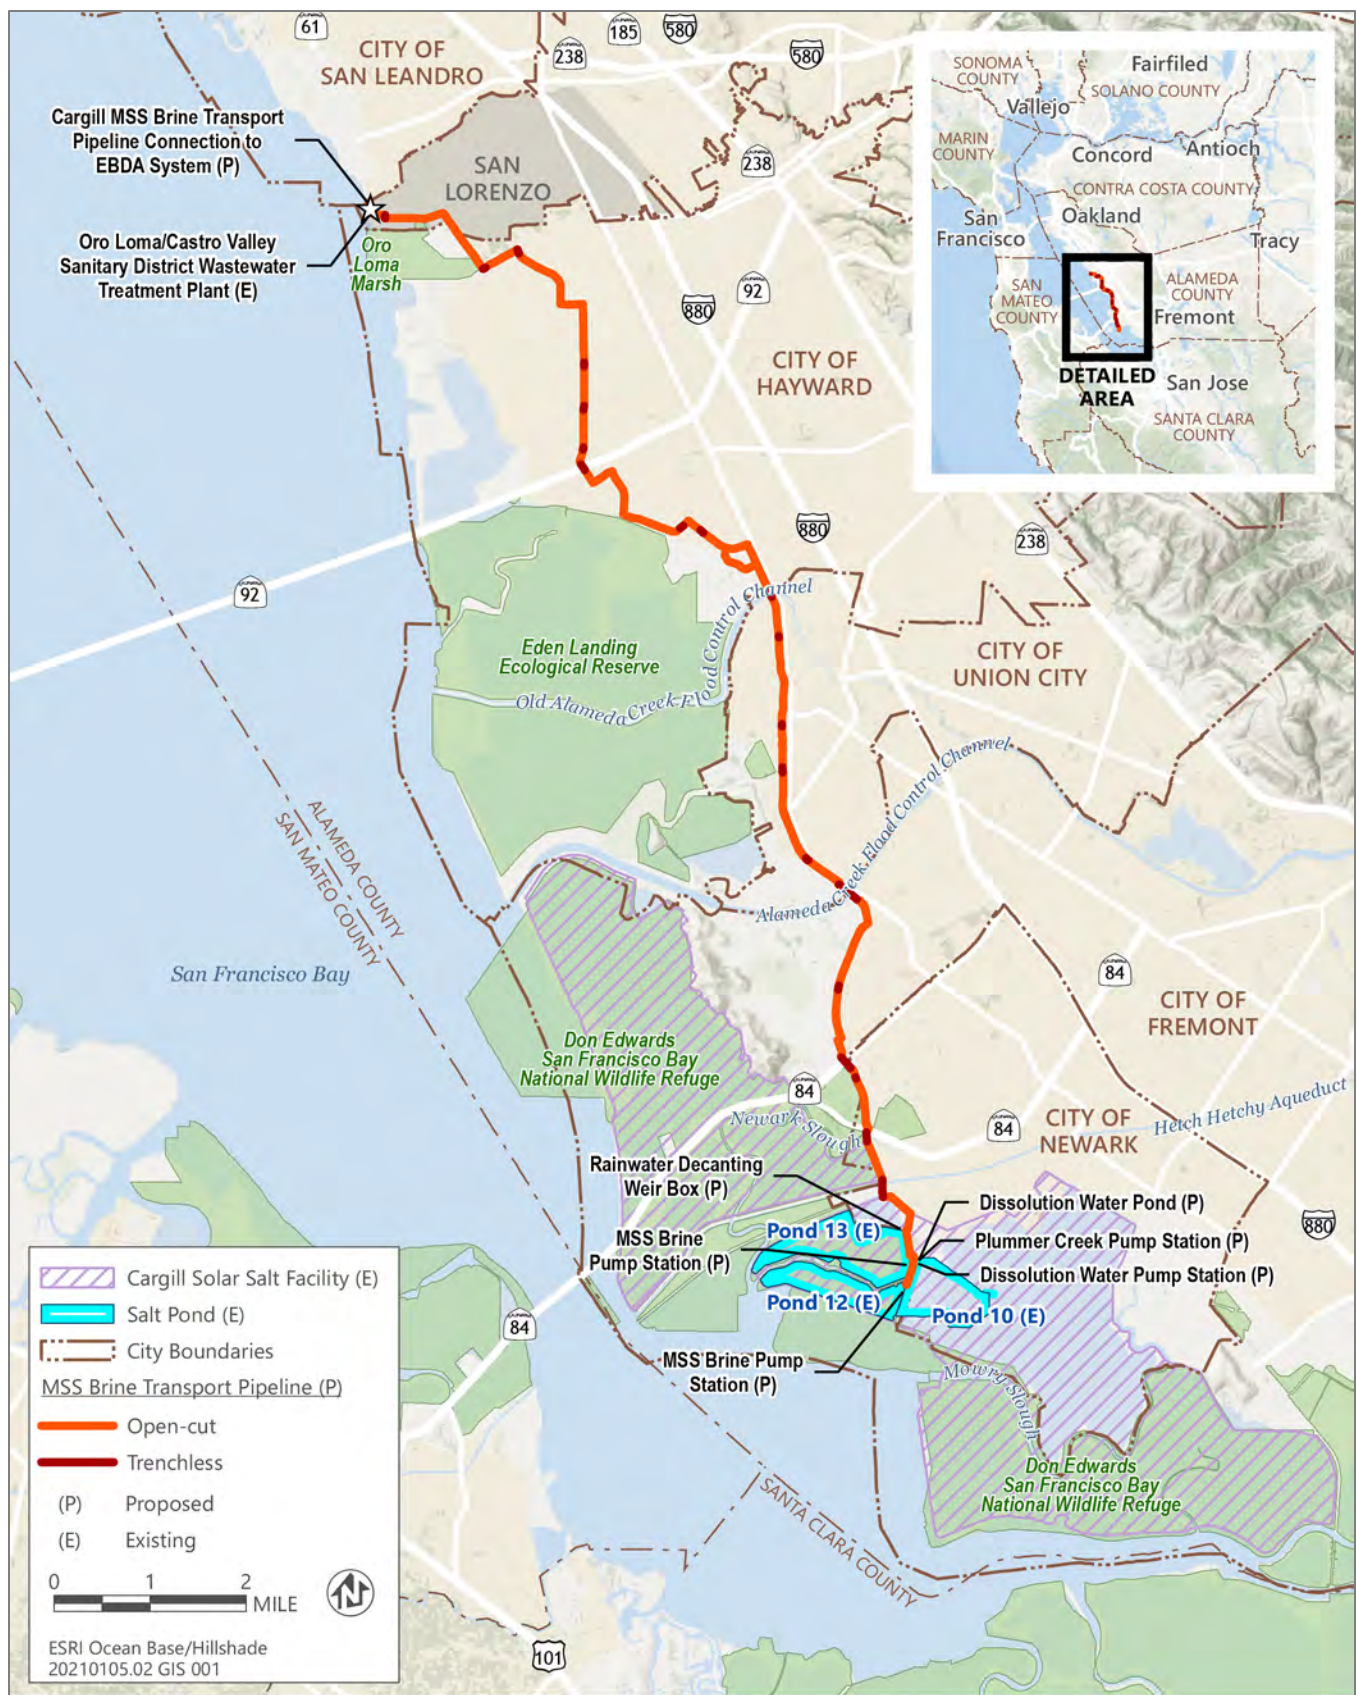 61
185
580
238
580
CITY OF
SAN LEANDRO
Cargill MSS Brine Transport
Pipeline Connection to
EBDA System (P)
SAN
LORENZO
238
Oro Loma/Castro Valley
Sanitary District Wastewater
Treatment Plant (E)
Oro
Loma
Marsh
92
880
CITY OF
HAYWARD
SONOMA
COUNTY
Fairfiled
SOLANO COUNTY
Vallejo
MARIN
COUNTY
Concord
Antioch
CONTRA COSTA COUNTY
San
Francisco
Oakland
Tracy
SAN
MATEO
COUNTY
ALAMEDA
COUNTY
Fremont
DETAILED
AREA
San Jose
SANTA CLARA
COUNTY
880
238
92
Old Alameda Creek Flood Control Channel
Eden Landing
Ecological Reserve
CITY OF
UNION CITY
Alameda Creek Flood Control Channel
ALAMEDA COUNTY
SAN MATEO COUNTY
San Francisco Bay
84
CITY OF
FREMONT
Don Edwards
San Francisco Bay
National Wildlife Refuge
84
Newark Slough
84
CITY OF
NEWARK
Hetch Hetchy Aqueduct
Rainwater Decanting
Weir Box (P)
Dissolution Water Pond (P)
MSS Brine
Pump Station (P)
Pond 13 (E)
Plummer Creek Pump Station (P)
Dissolution Water Pump Station (P)
880
Pond 12 (E)
Pond 10 (E)
84
MSS Brine Pump
Station (P)
Mowry Slough
Don Edwards
San Francisco Bay
National Wildlife Refuge
SANTA CLARA COUNTY
101
Cargill Solar Salt Facility (E)
Salt Pond (E)
City Boundaries
MSS Brine Transport Pipeline (P)
Open-cut
Trenchless
(P) Proposed
(E) Existing
0 1 2
MILE
N
ESRI Ocean Base/Hillshade
20210105.02 GIS 001